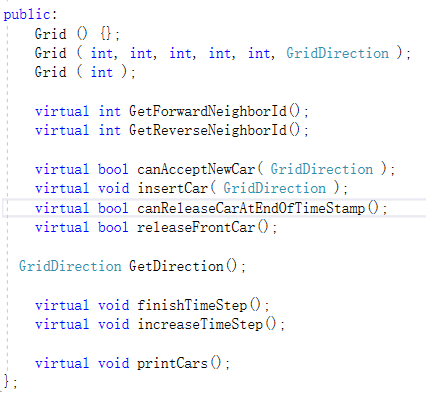 public:
Grid () {};
Grid ( int, int, int, int, int, GridDirection );
Grid ( int );
virtual int GetForwardNeighborId();
virtual int GetReverseNeighborId();
virtual bool canAcceptNewCar( GridDirection );
virtual void insertCar( GridDirection );
virtual bool canReleaseCarAtEndOfTimeStamp();
virtual bool releaseFrontCar();
GridDirection GetDirection();
virtual void finishTimeStep();
virtual void increaseTimeStep();
virtual void printCars();
};